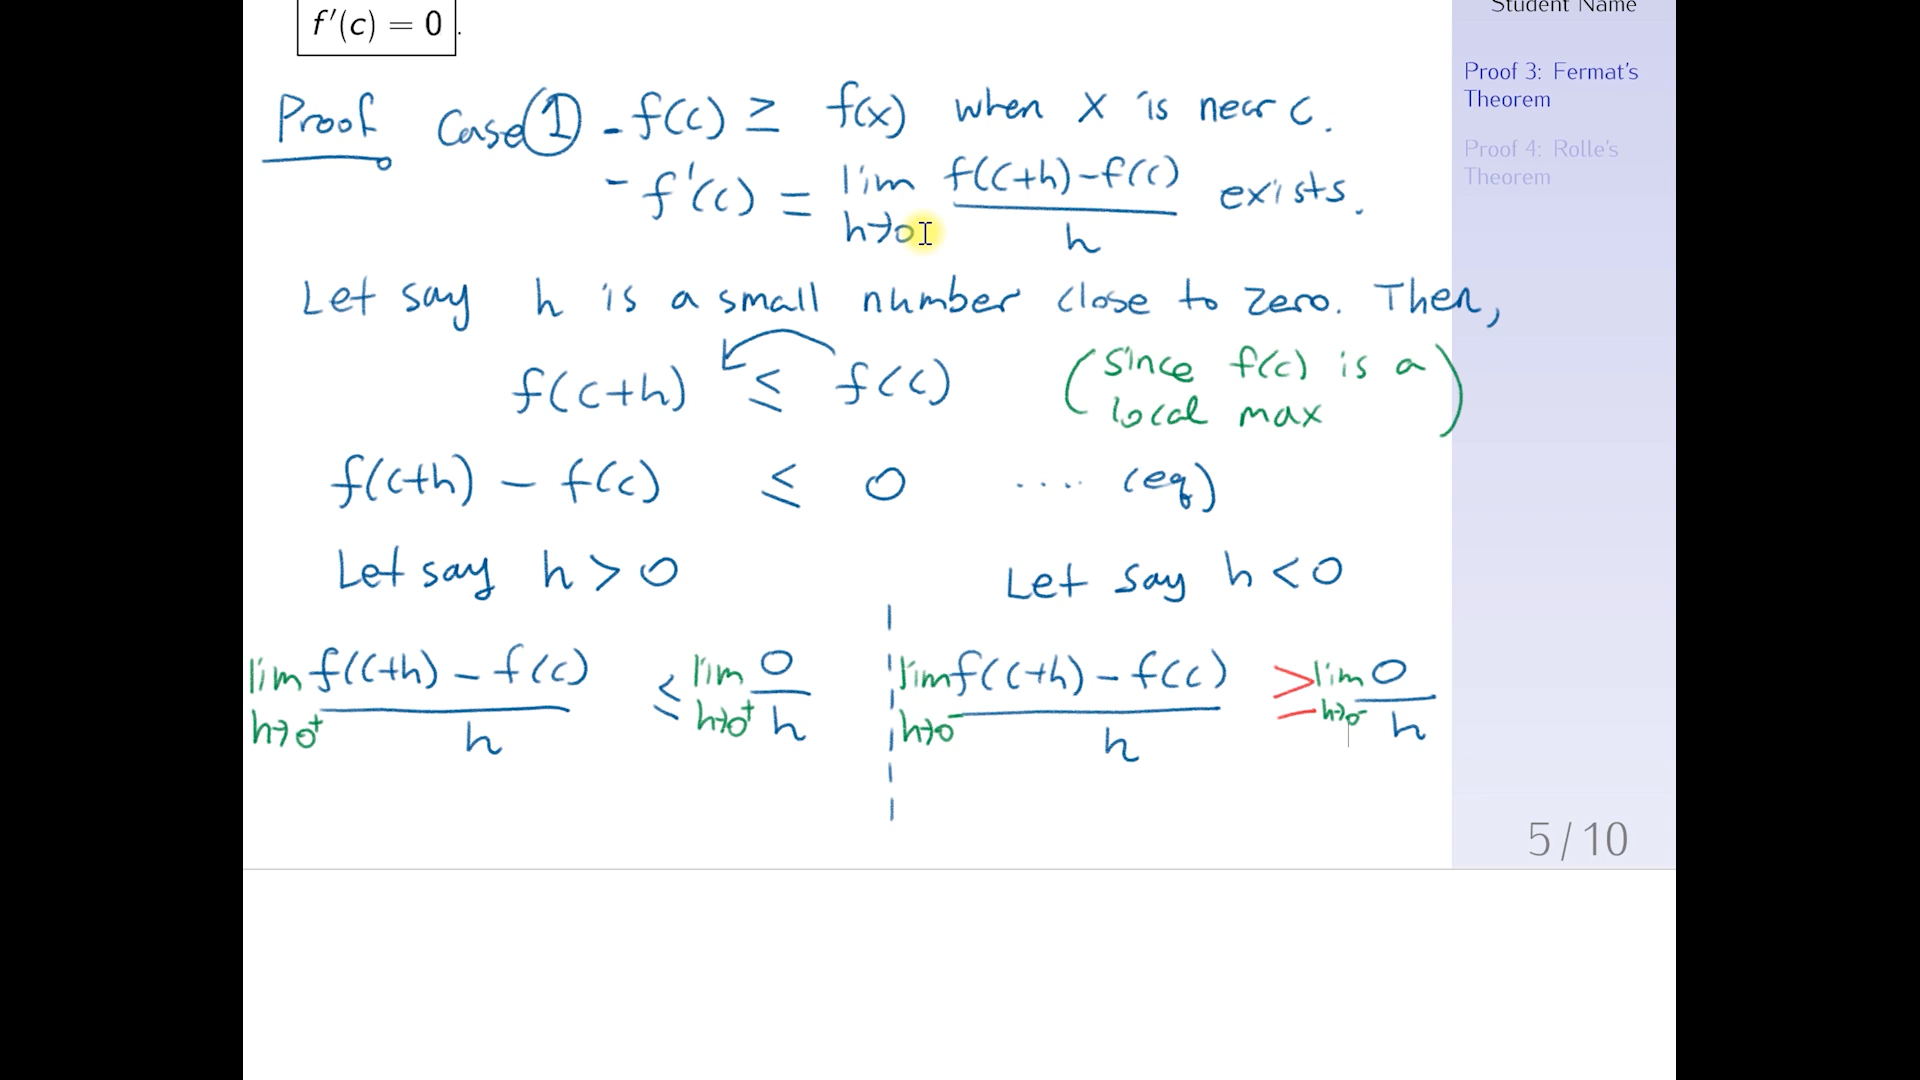 f′(c) = 0 .
Student Name
Proof 3: Fermat's
Theorem
Proof 4: Rolle's
Theorem
Proof Case ① - f(c) ≥ f(x) when x is near c.
- f'(c) = lim h→0 f(c+h)-f(c) / h exists.
Let say h is a small number close to zero. Then,
f(c+h) ≤ f(c) (since f(c) is a
local max)
f(c+h) - f(c) ≤ 0 .... (eq)
Let say h > 0
Let say h < 0
lim h→0⁺ f(c+h) - f(c) / h ≤ lim h→0⁺ 0 / h
lim h→0⁻ f(c+h) - f(c) / h ≥ lim h→0⁻ 0 / h
5 / 10